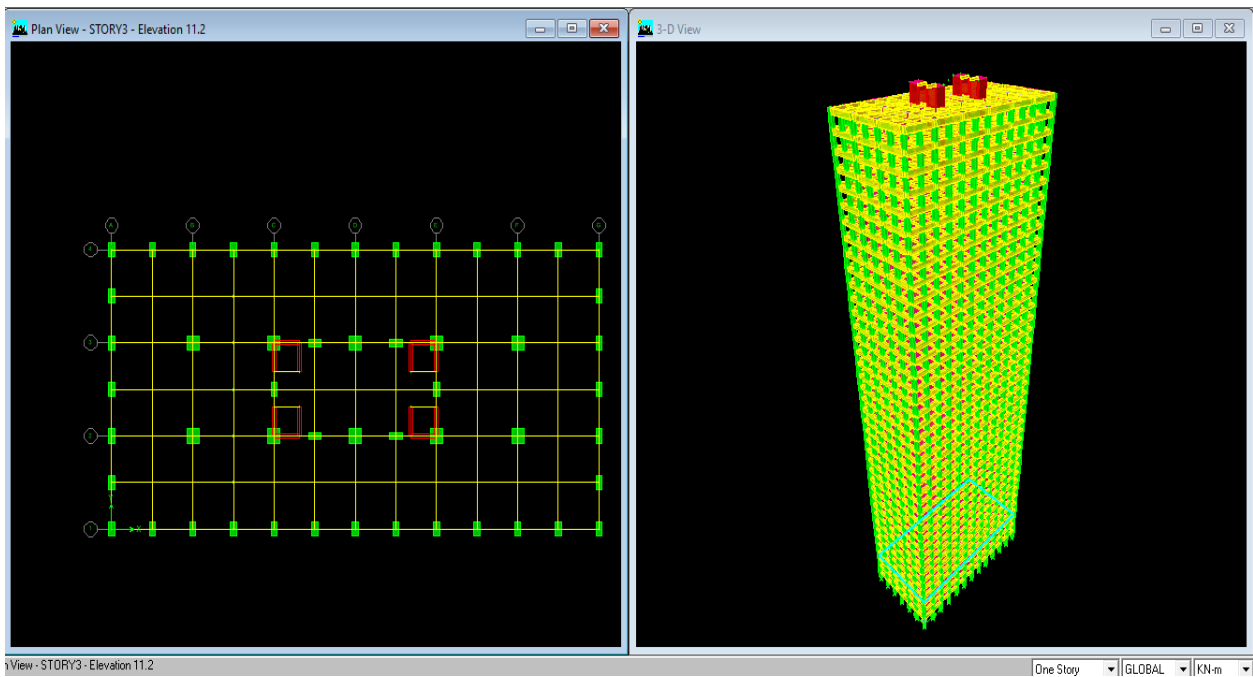 Plan View - STORY3 - Elevation 11.2
3-D View
A B C D E F G
4
3
2
1
X
Y
n View - STORY3 - Elevation 11.2
One Story
GLOBAL
KN-m